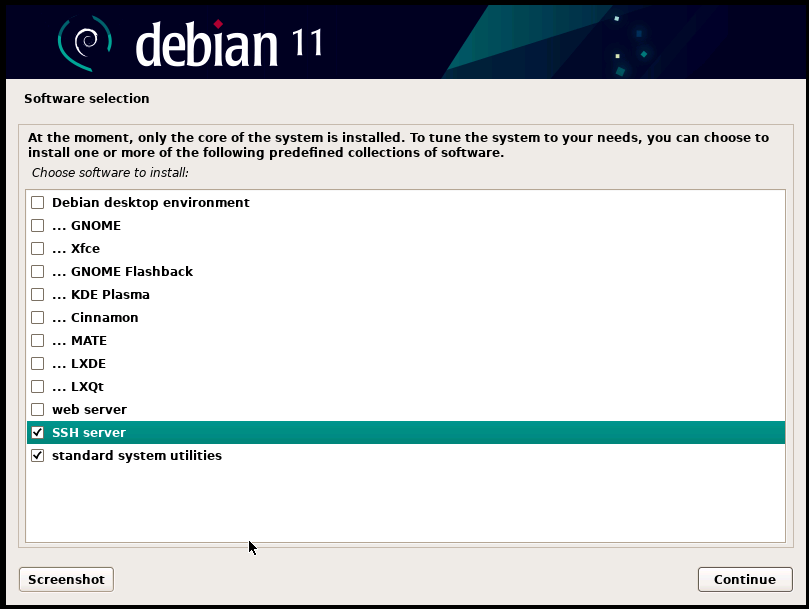 debian 11
Software selection
At the moment, only the core of the system is installed. To tune the system to your needs, you can choose to
install one or more of the following predefined collections of software.
Choose software to install:
Debian desktop environment
... GNOME
... Xfce
... GNOME Flashback
... KDE Plasma
... Cinnamon
... MATE
... LXDE
... LXQt
web server
SSH server
standard system utilities
Screenshot
Continue